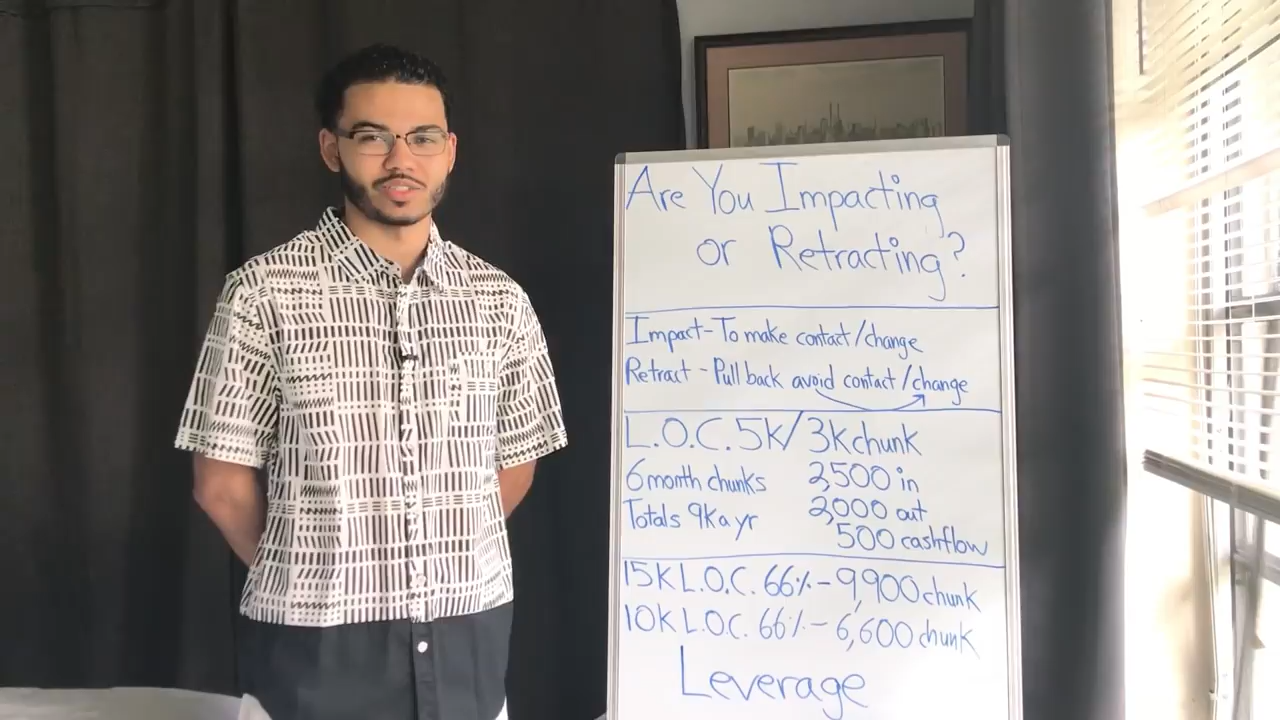 Are You Impacting
or Retracting?
Impact-To make contact/change
Retract-Pull back avoid contact/change
L.O.C. 5K/3K chunk
6 month chunks 2,500 in
Totals 9K a yr 2,000 out
500 cashflow
15K L.O.C. 66%-9,900 chunk
10K L.O.C. 66%-6,600 chunk
Leverage